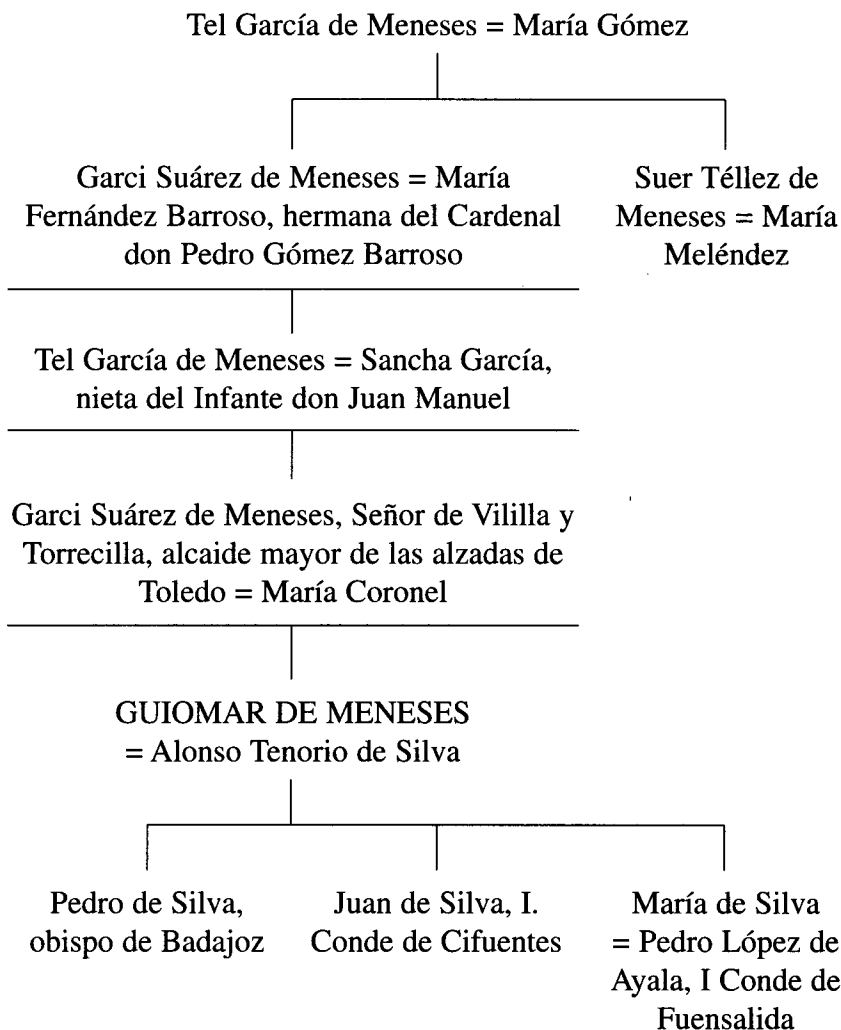 Tel García de Meneses = María Gómez
Garci Suárez de Meneses = María
Fernández Barroso, hermana del Cardenal
don Pedro Gómez Barroso
Suer Téllez de
Meneses = María
Meléndez
Tel García de Meneses = Sancha García,
nieta del Infante don Juan Manuel
Garci Suárez de Meneses, Señor de Vililla y
Torrecilla, alcaide mayor de las alzadas de
Toledo = María Coronel
GUIOMAR DE MENESES
= Alonso Tenorio de Silva
Pedro de Silva,
obispo de Badajoz
Juan de Silva, I.
Conde de Cifuentes
María de Silva
= Pedro López de
Ayala, I Conde de
Fuensalida